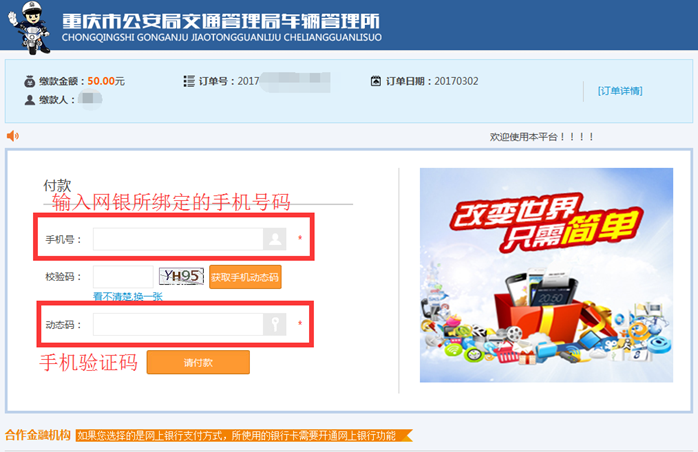 重庆市公安局交通管理局车辆管理所
CHONGQINGSHI GONGANJU JIAOTONGGUANLIJU CHELIANGGUANLISUO
缴款金额：50.00元 订单号：2017 订单日期：20170302
缴款人： [订单详情]
欢迎使用本平台！！！！
付款
输入网银所绑定的手机号码
手机号： *
校验码： YH95 获取手机动态码
看不清楚,换一张
动态码： *
手机验证码 请付款
改变世界
只需简单
20:50
合作金融机构 如果您选择的是网上银行支付方式，所使用的银行卡需要开通网上银行功能